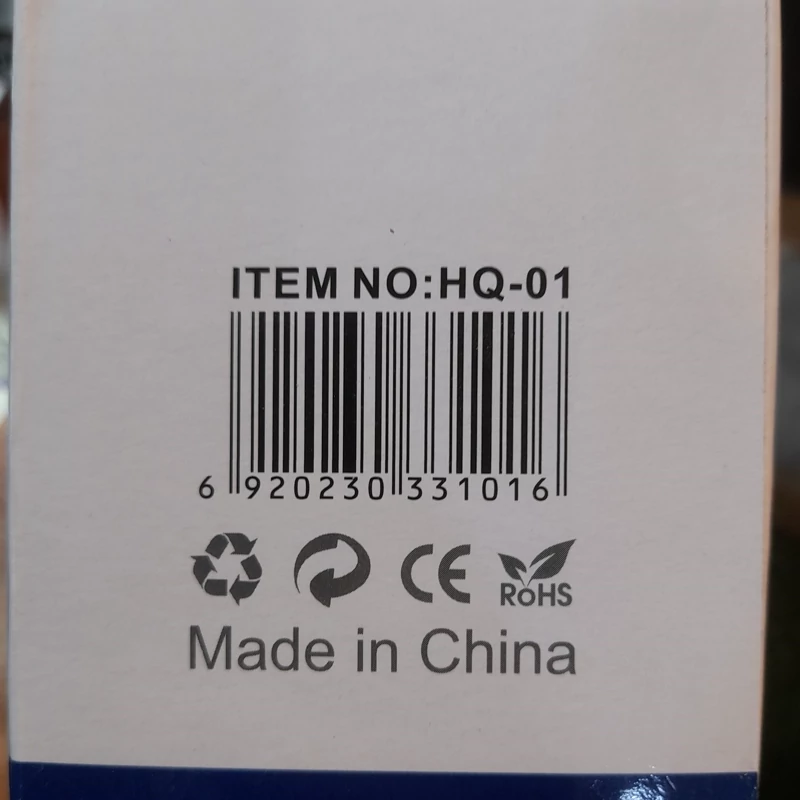 ITEM NO:HQ-01
6 920230 331016
CE RoHS
Made in China